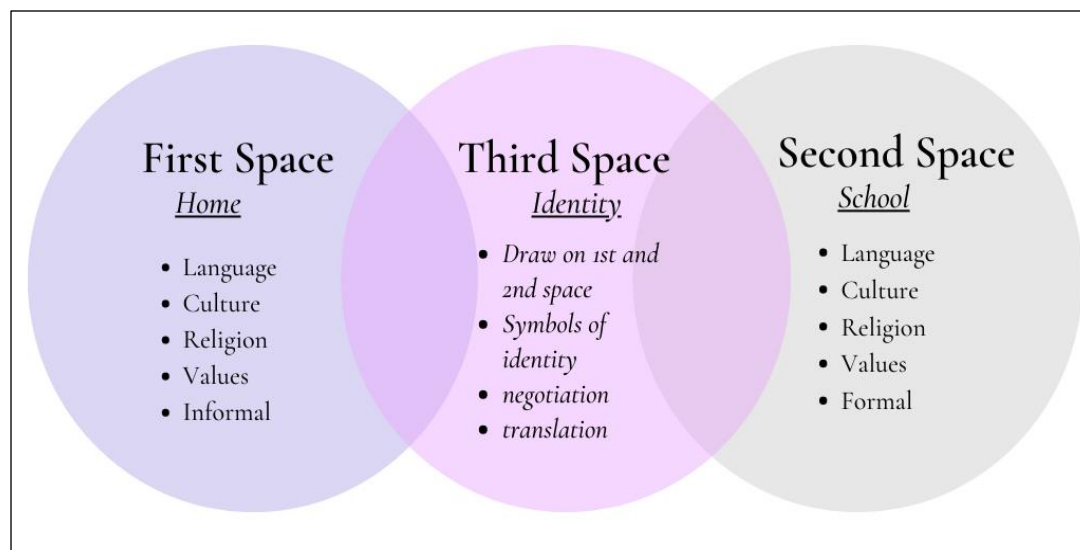 First Space
Home
• Language
• Culture
• Religion
• Values
• Informal
Third Space
Identity
• Draw on 1st and
2nd space
• Symbols of
identity
• negotiation
• translation
Second Space
School
• Language
• Culture
• Religion
• Values
• Formal